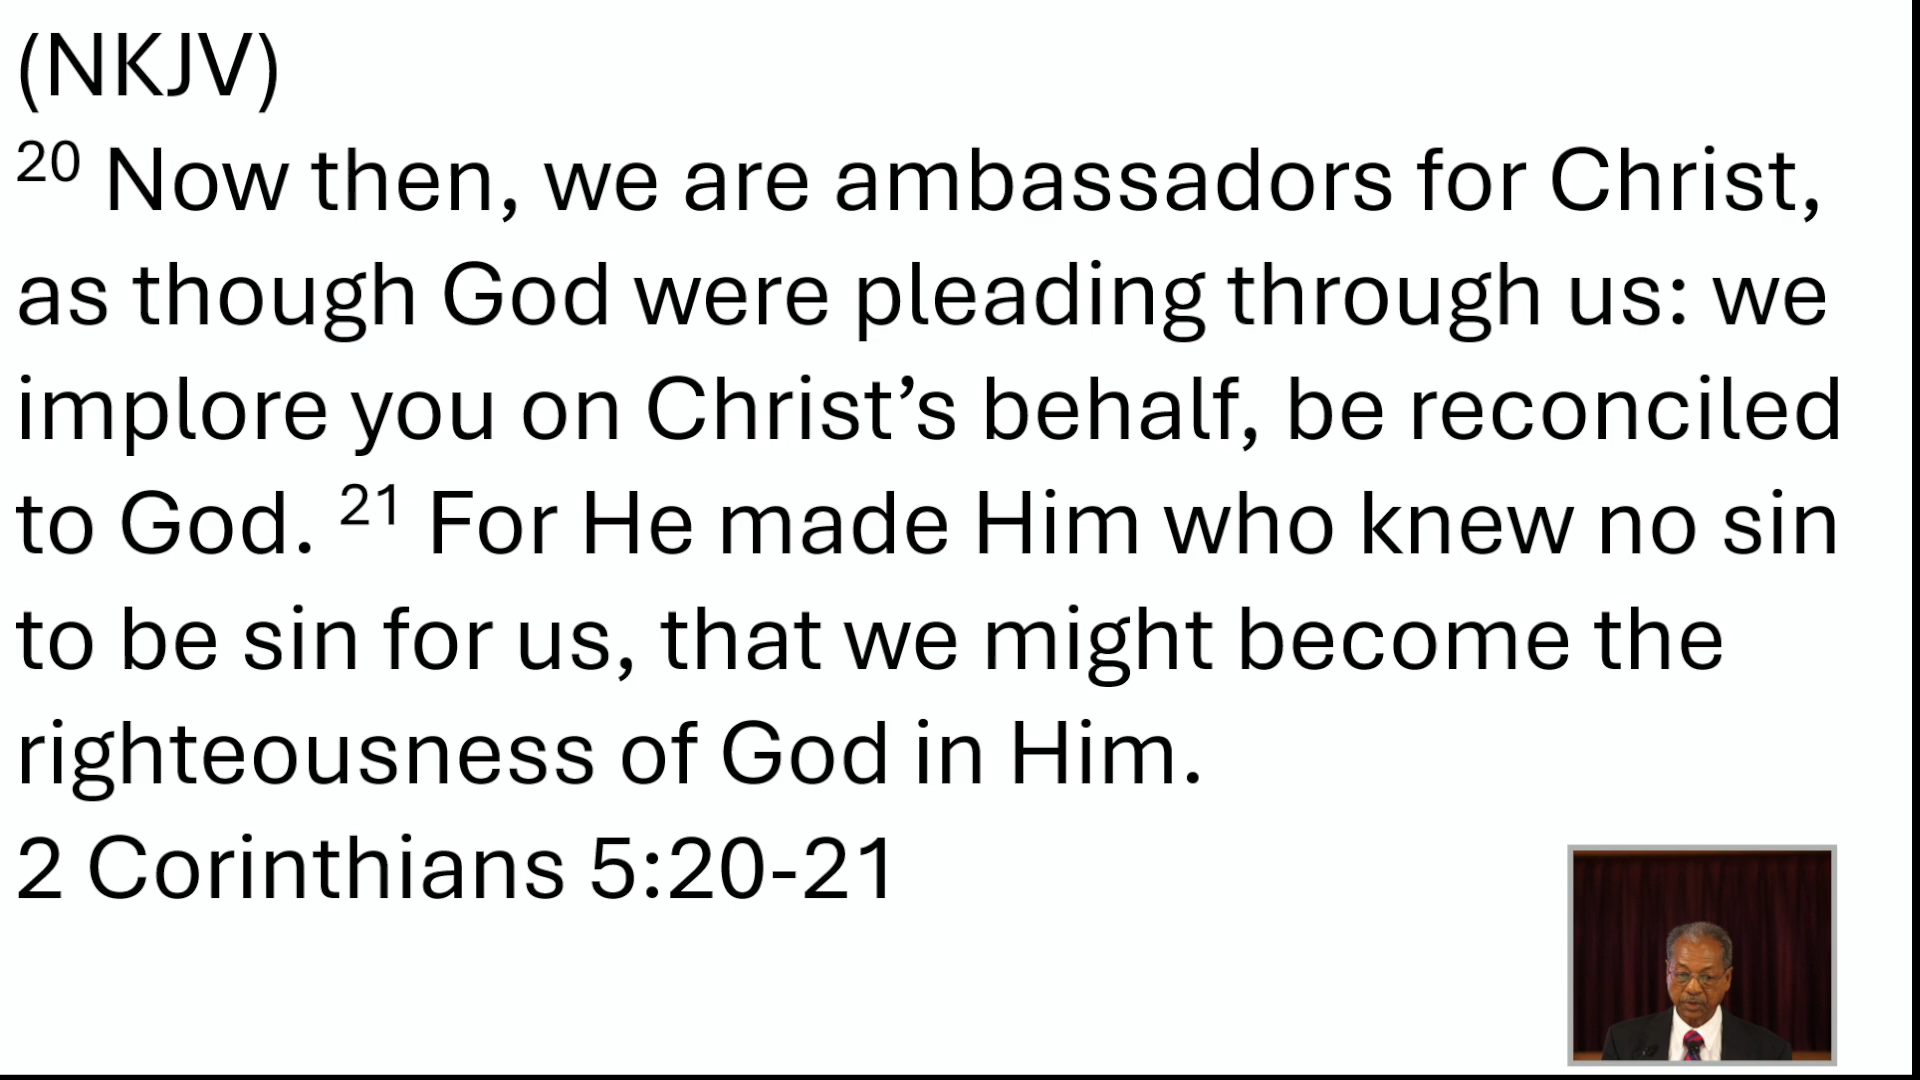 (NKJV)
20 Now then, we are ambassadors for Christ,
as though God were pleading through us: we
implore you on Christ’s behalf, be reconciled
to God. 21 For He made Him who knew no sin
to be sin for us, that we might become the
righteousness of God in Him.
2 Corinthians 5:20-21